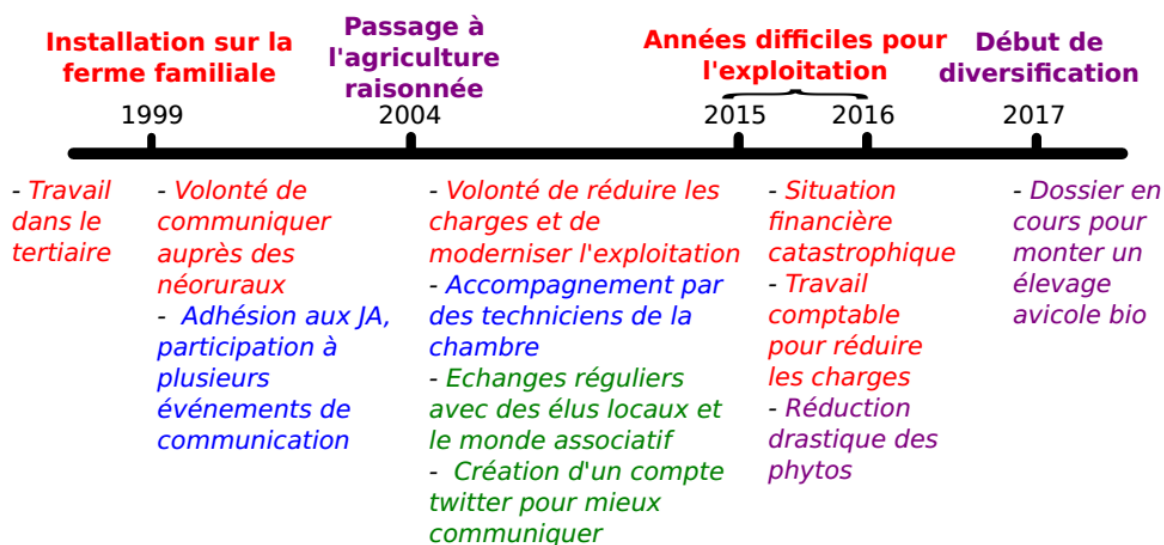 Installation sur la
ferme familiale
Passage à
l'agriculture
raisonnée
Années difficiles pour
l'exploitation
Début de
diversification
1999
2004
2015
2016
2017
- Travail
dans le
tertiaire
- Volonté de
communiquer
auprès des
néoruraux
- Adhésion aux JA,
participation à
plusieurs
événements de
communication
- Volonté de réduire les
charges et de
moderniser l'exploitation
- Accompagnement par
des techniciens de la
chambre
- Echanges réguliers
avec des élus locaux et
le monde associatif
- Création d'un compte
twitter pour mieux
communiquer
- Situation
financière
catastrophique
- Travail
comptable
pour réduire
les charges
- Réduction
drastique des
phytos
- Dossier en
cours pour
monter un
élevage
avicole bio